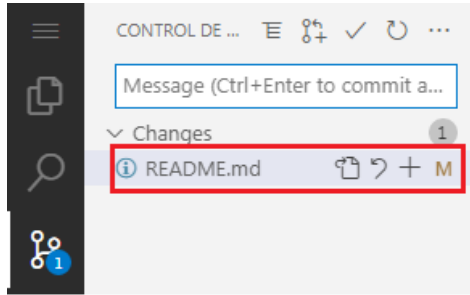 CONTROL DE ...
Message (Ctrl+Enter to commit a...
Changes 1
README.md M
1